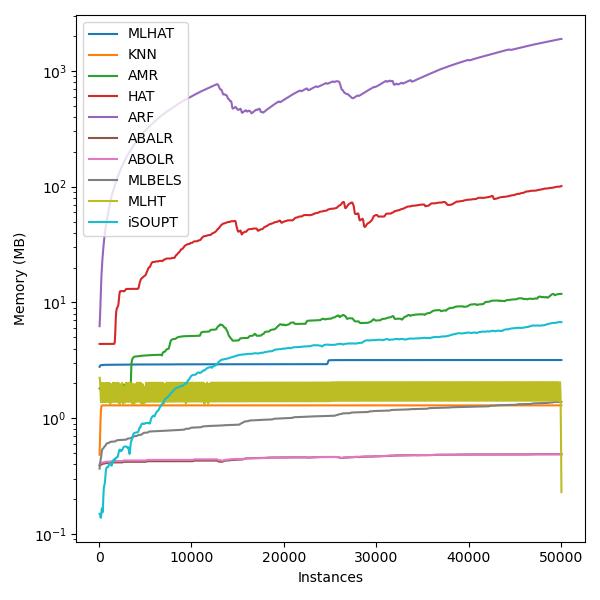 MLHAT
KNN
AMR
HAT
ARF
ABALR
ABOLR
MLBELS
MLHT
iSOUPT
10³
10²
10¹
10⁰
10⁻¹
Memory (MB)
0 10000 20000 30000 40000 50000
Instances